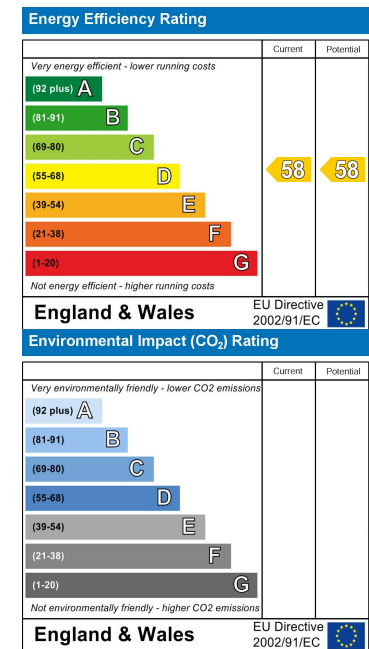 Energy Efficiency Rating
Current Potential
Very energy efficient - lower running costs
(92 plus) A
(81-91) B
(69-80) C
(55-68) D
58 58
(39-54) E
(21-38) F
(1-20) G
Not energy efficient - higher running costs
England & Wales
EU Directive
2002/91/EC
Environmental Impact (CO₂) Rating
Current Potential
Very environmentally friendly - lower CO2 emissions
(92 plus) A
(81-91) B
(69-80) C
(55-68) D
(39-54) E
(21-38) F
(1-20) G
Not environmentally friendly - higher CO2 emissions
England & Wales
EU Directive
2002/91/EC